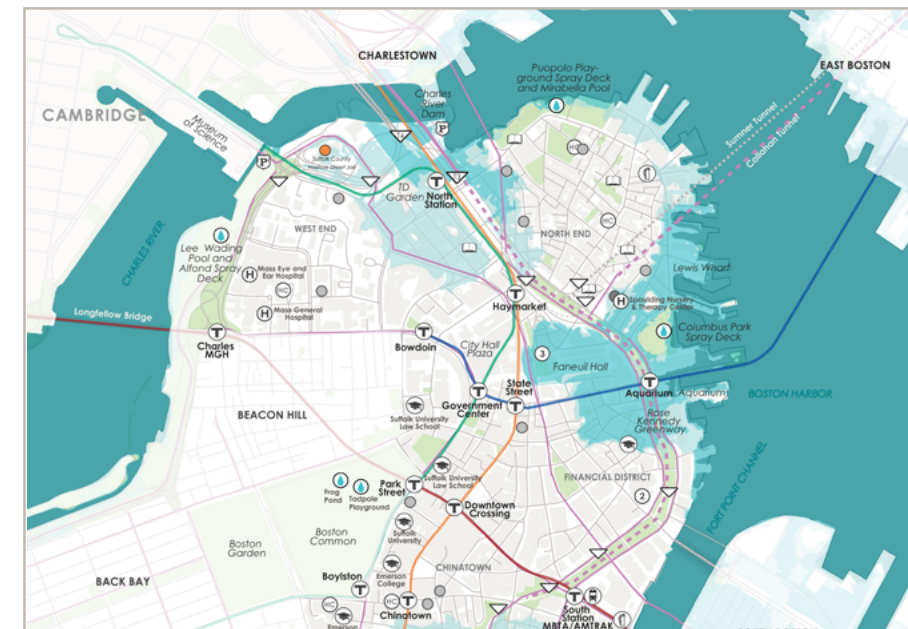 CHARLESTOWN
EAST BOSTON
Puopolo Play-
ground Spray Deck
and Mirabella Pool
CAMBRIDGE
Charles
River
Dam
Museum
of Science
Sumner Tunnel
Callahan Tunnel
Suffolk County
TD
Garden
North
Station
WEST END
NORTH END
HC
HC
CHARLES RIVER
Lee Wading
Pool and
Alfond Spray
Deck
H
Mass Eye and
Ear Hospital
HC
H
Mass General
Hospital
Lewis Wharf
H
Spaulding Nursing
& Therapy Center
Haymarket
Columbus Park
Spray Deck
Longfellow Bridge
Charles
MGH
Bowdoin
City Hall
Plaza
3
Faneuil Hall
State
Street
Government
Center
Aquarium
Aquarium
BOSTON HARBOR
BEACON HILL
Suffolk University
Law School
Rose
Kennedy
Greenway
FINANCIAL DISTRICT
FORT POINT CHANNEL
2
Suffolk University
Law School
Park
Street
Frog
Pond
Tadpole
Playground
Downtown
Crossing
Suffolk
University
Boston
Garden
Boston
Common
CHINATOWN
BACK BAY
Boylston
Emerson
College
HC
HC
Chinatown
Emerson
South
Station
MBTA/AMTRAK